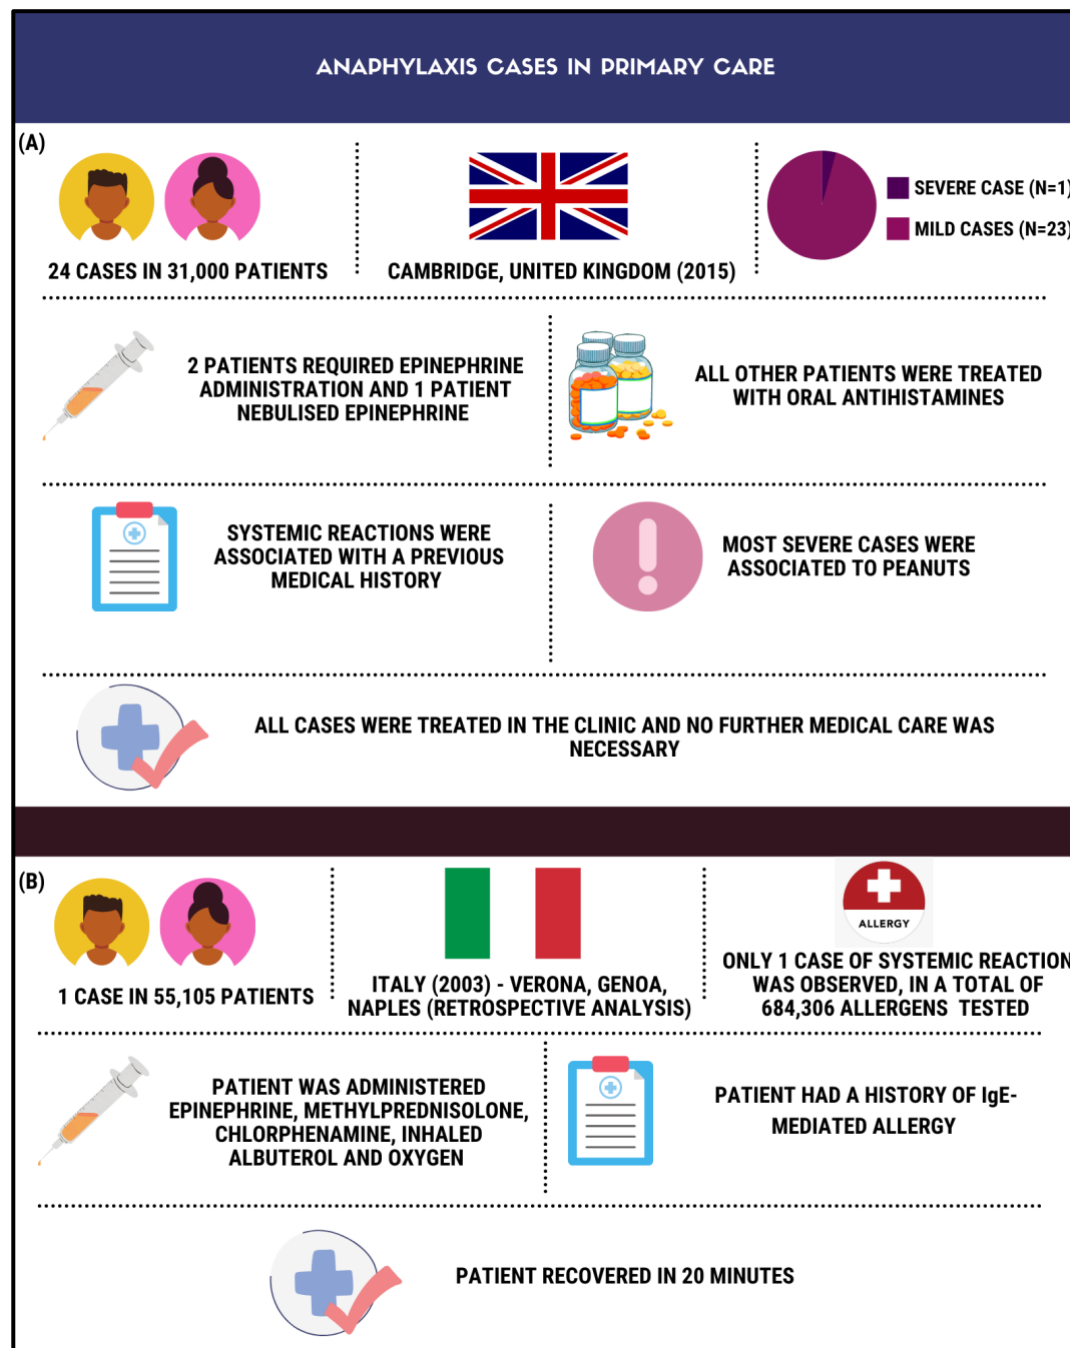 ANAPHYLAXIS CASES IN PRIMARY CARE
(A)
24 CASES IN 31,000 PATIENTS
CAMBRIDGE, UNITED KINGDOM (2015)
SEVERE CASE (N=1)
MILD CASES (N=23)
2 PATIENTS REQUIRED EPINEPHRINE
ADMINISTRATION AND 1 PATIENT
NEBULISED EPINEPHRINE
ALL OTHER PATIENTS WERE TREATED
WITH ORAL ANTIHISTAMINES
SYSTEMIC REACTIONS WERE
ASSOCIATED WITH A PREVIOUS
MEDICAL HISTORY
MOST SEVERE CASES WERE
ASSOCIATED TO PEANUTS
ALL CASES WERE TREATED IN THE CLINIC AND NO FURTHER MEDICAL CARE WAS
NECESSARY
(B)
1 CASE IN 55,105 PATIENTS
ITALY (2003) - VERONA, GENOA,
NAPLES (RETROSPECTIVE ANALYSIS)
ALLERGY
ONLY 1 CASE OF SYSTEMIC REACTION
WAS OBSERVED, IN A TOTAL OF
684,306 ALLERGENS TESTED
PATIENT WAS ADMINISTERED
EPINEPHRINE, METHYLPREDNISOLONE,
CHLORPHENAMINE, INHALED
ALBUTEROL AND OXYGEN
PATIENT HAD A HISTORY OF IgE-
MEDIATED ALLERGY
PATIENT RECOVERED IN 20 MINUTES